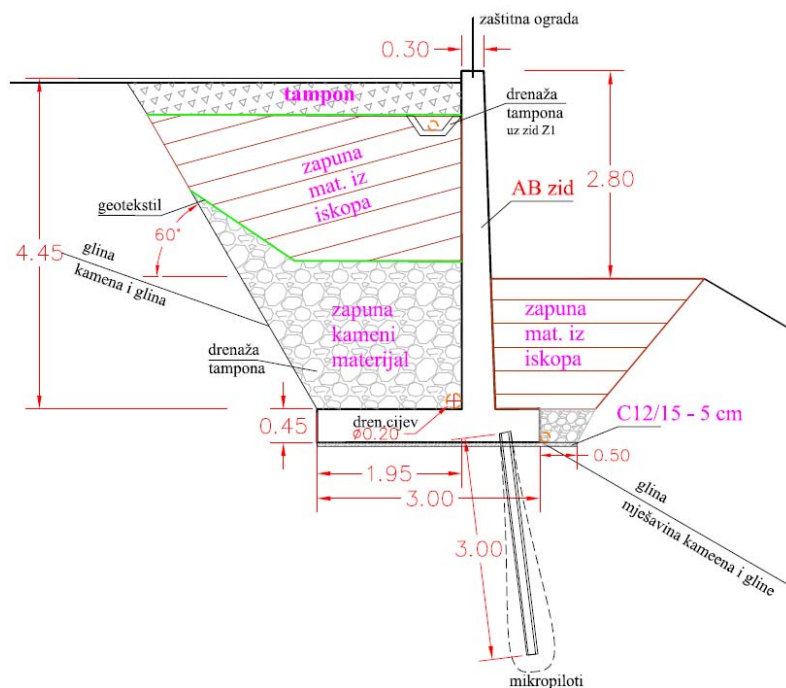 zaštitna ograda
0.30
tampon
drenaža
tampona
uz zid Z1
zapuna
mat. iz
iskopa
AB zid
2.80
geotekstil
60°
4.45
glina
kamena i glina
zapuna
kameni
materijal
zapuna
mat. iz
iskopa
drenaža
tampona
dren.cijev
ø0.20
C12/15 - 5 cm
0.45
0.50
1.95
3.00
glina
mješavina kameena i gline
3.00
mikropiloti